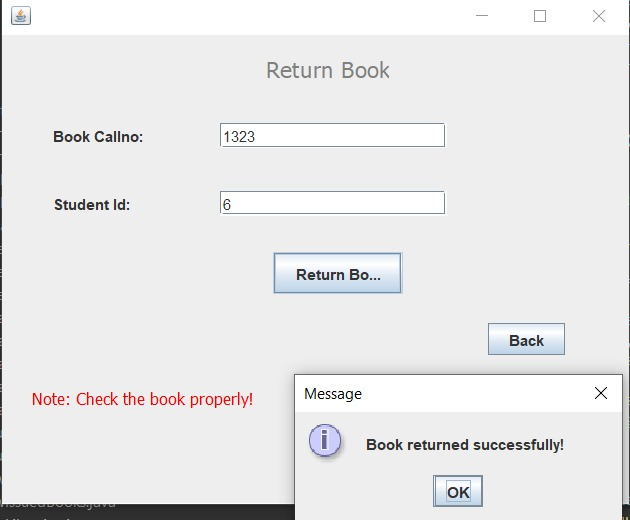 Return Book
Book Callno:
1323
Student Id:
6
Return Bo...
Back
Note: Check the book properly!
Message
Book returned successfully!
OK